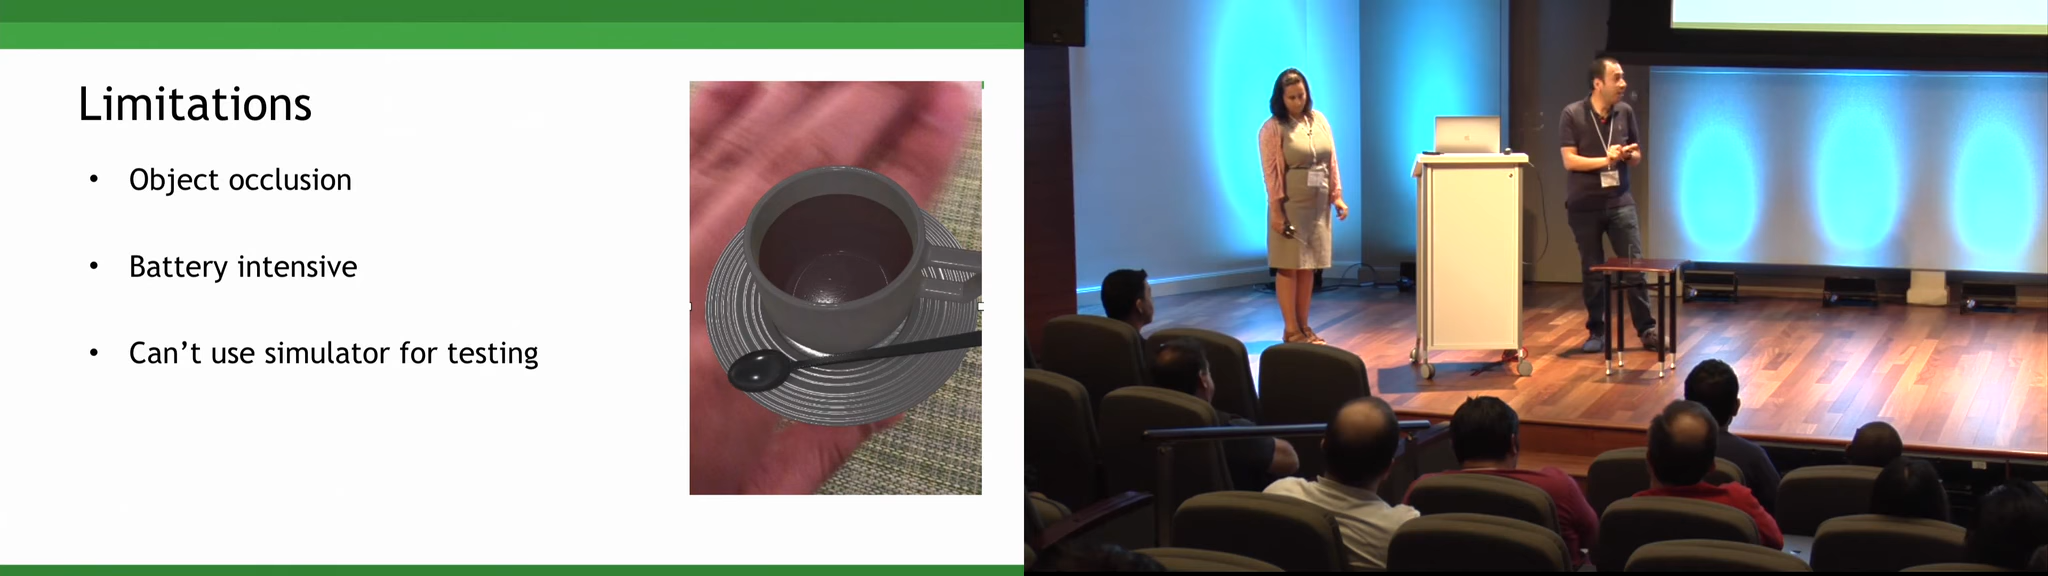 Limitations
• Object occlusion
• Battery intensive
• Can't use simulator for testing